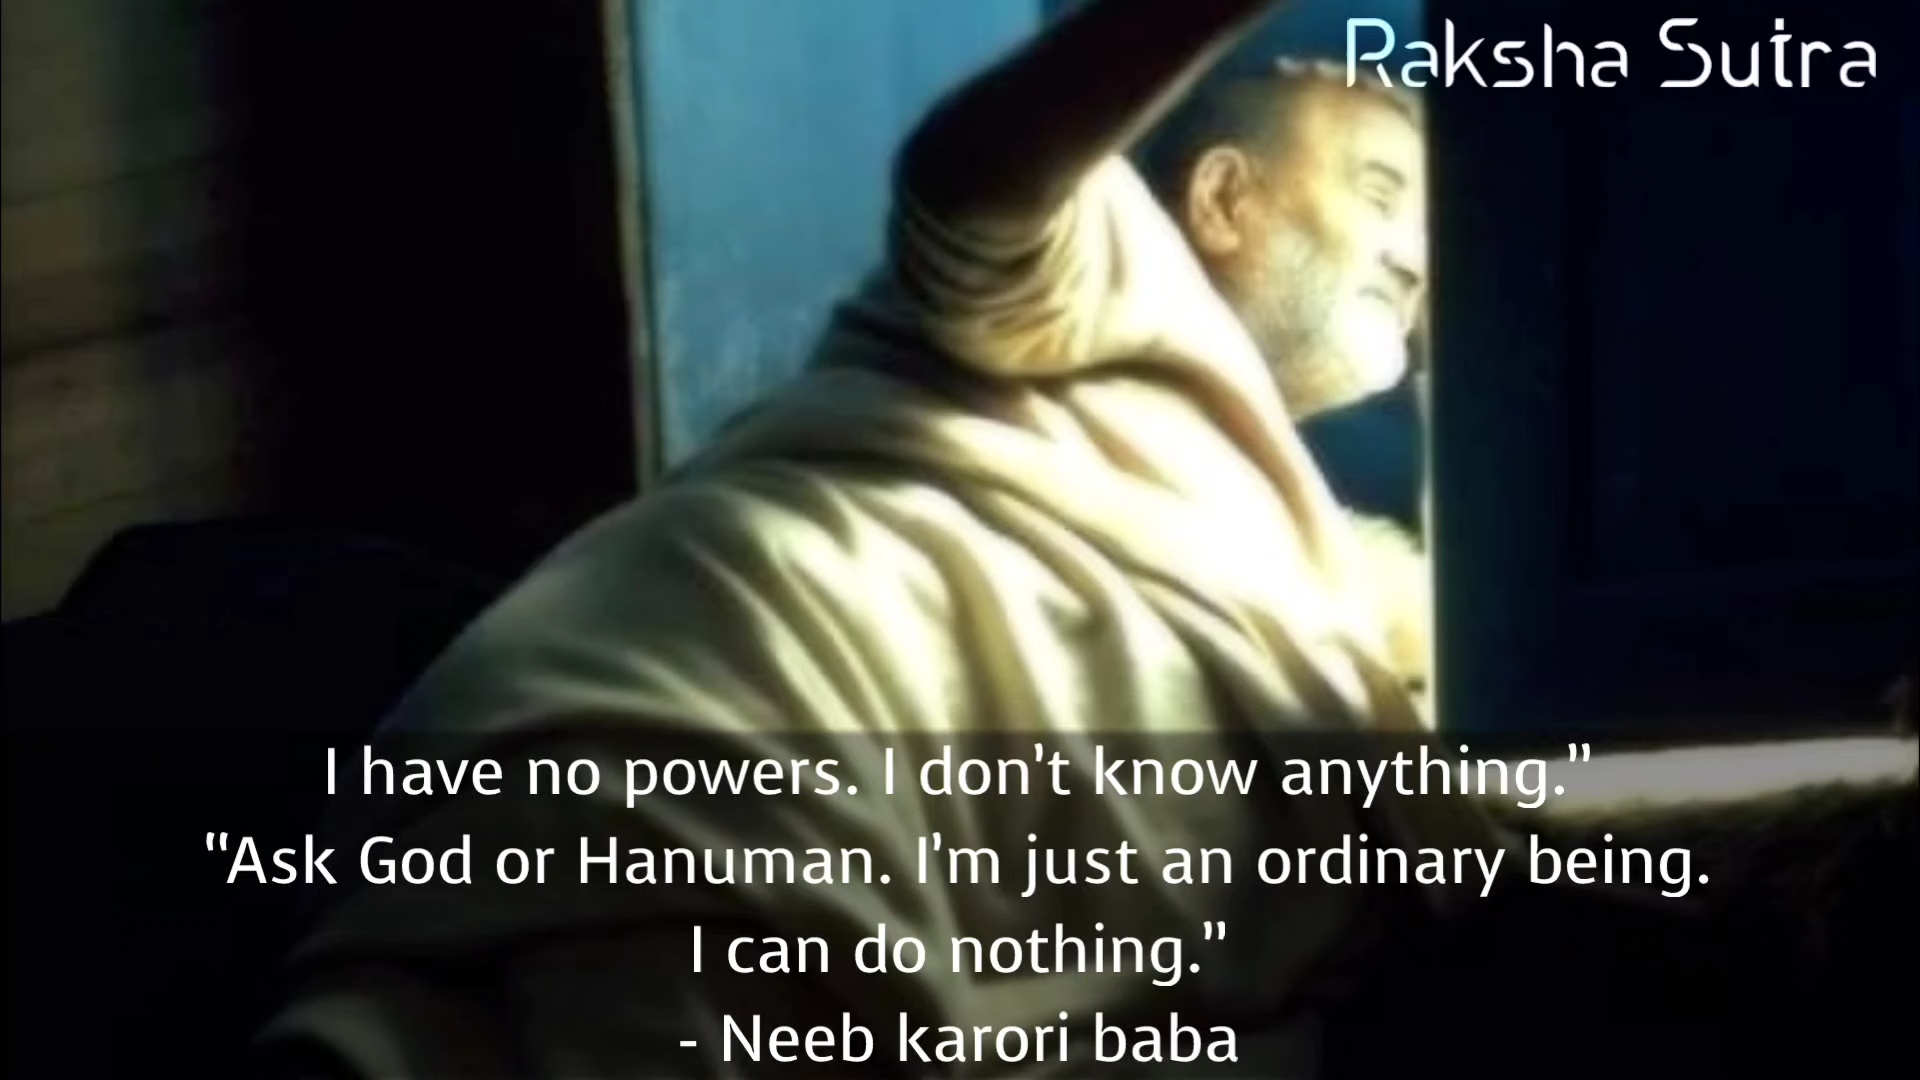 Raksha Sutra
I have no powers. I don’t know anything.”
“Ask God or Hanuman. I’m just an ordinary being.
I can do nothing.”
- Neeb karori baba